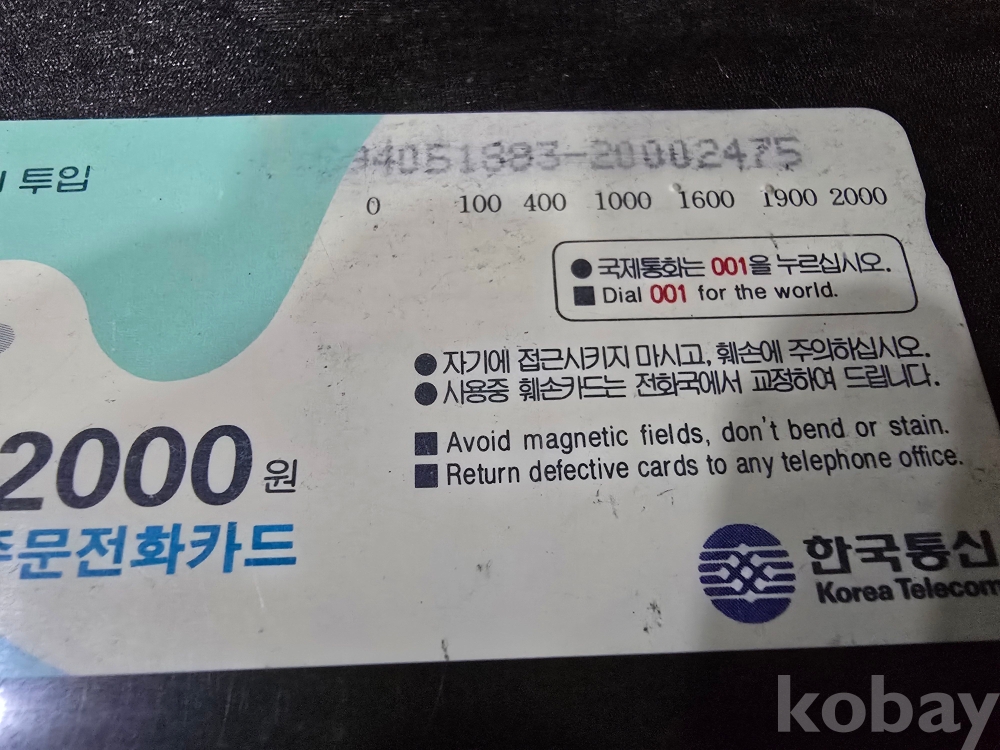 투입
94051883-20002475
0 100 400 1000 1600 1900 2000
● 국제통화는 001을 누르십시오.
■ Dial 001 for the world.
● 자기에 접근시키지 마시고, 훼손에 주의하십시오.
● 사용중 훼손카드는 전화국에서 교정하여 드립니다.
■ Avoid magnetic fields, don't bend or stain.
■ Return defective cards to any telephone office.
2000원
주문전화카드
한국통신
Korea Telecom
kobay